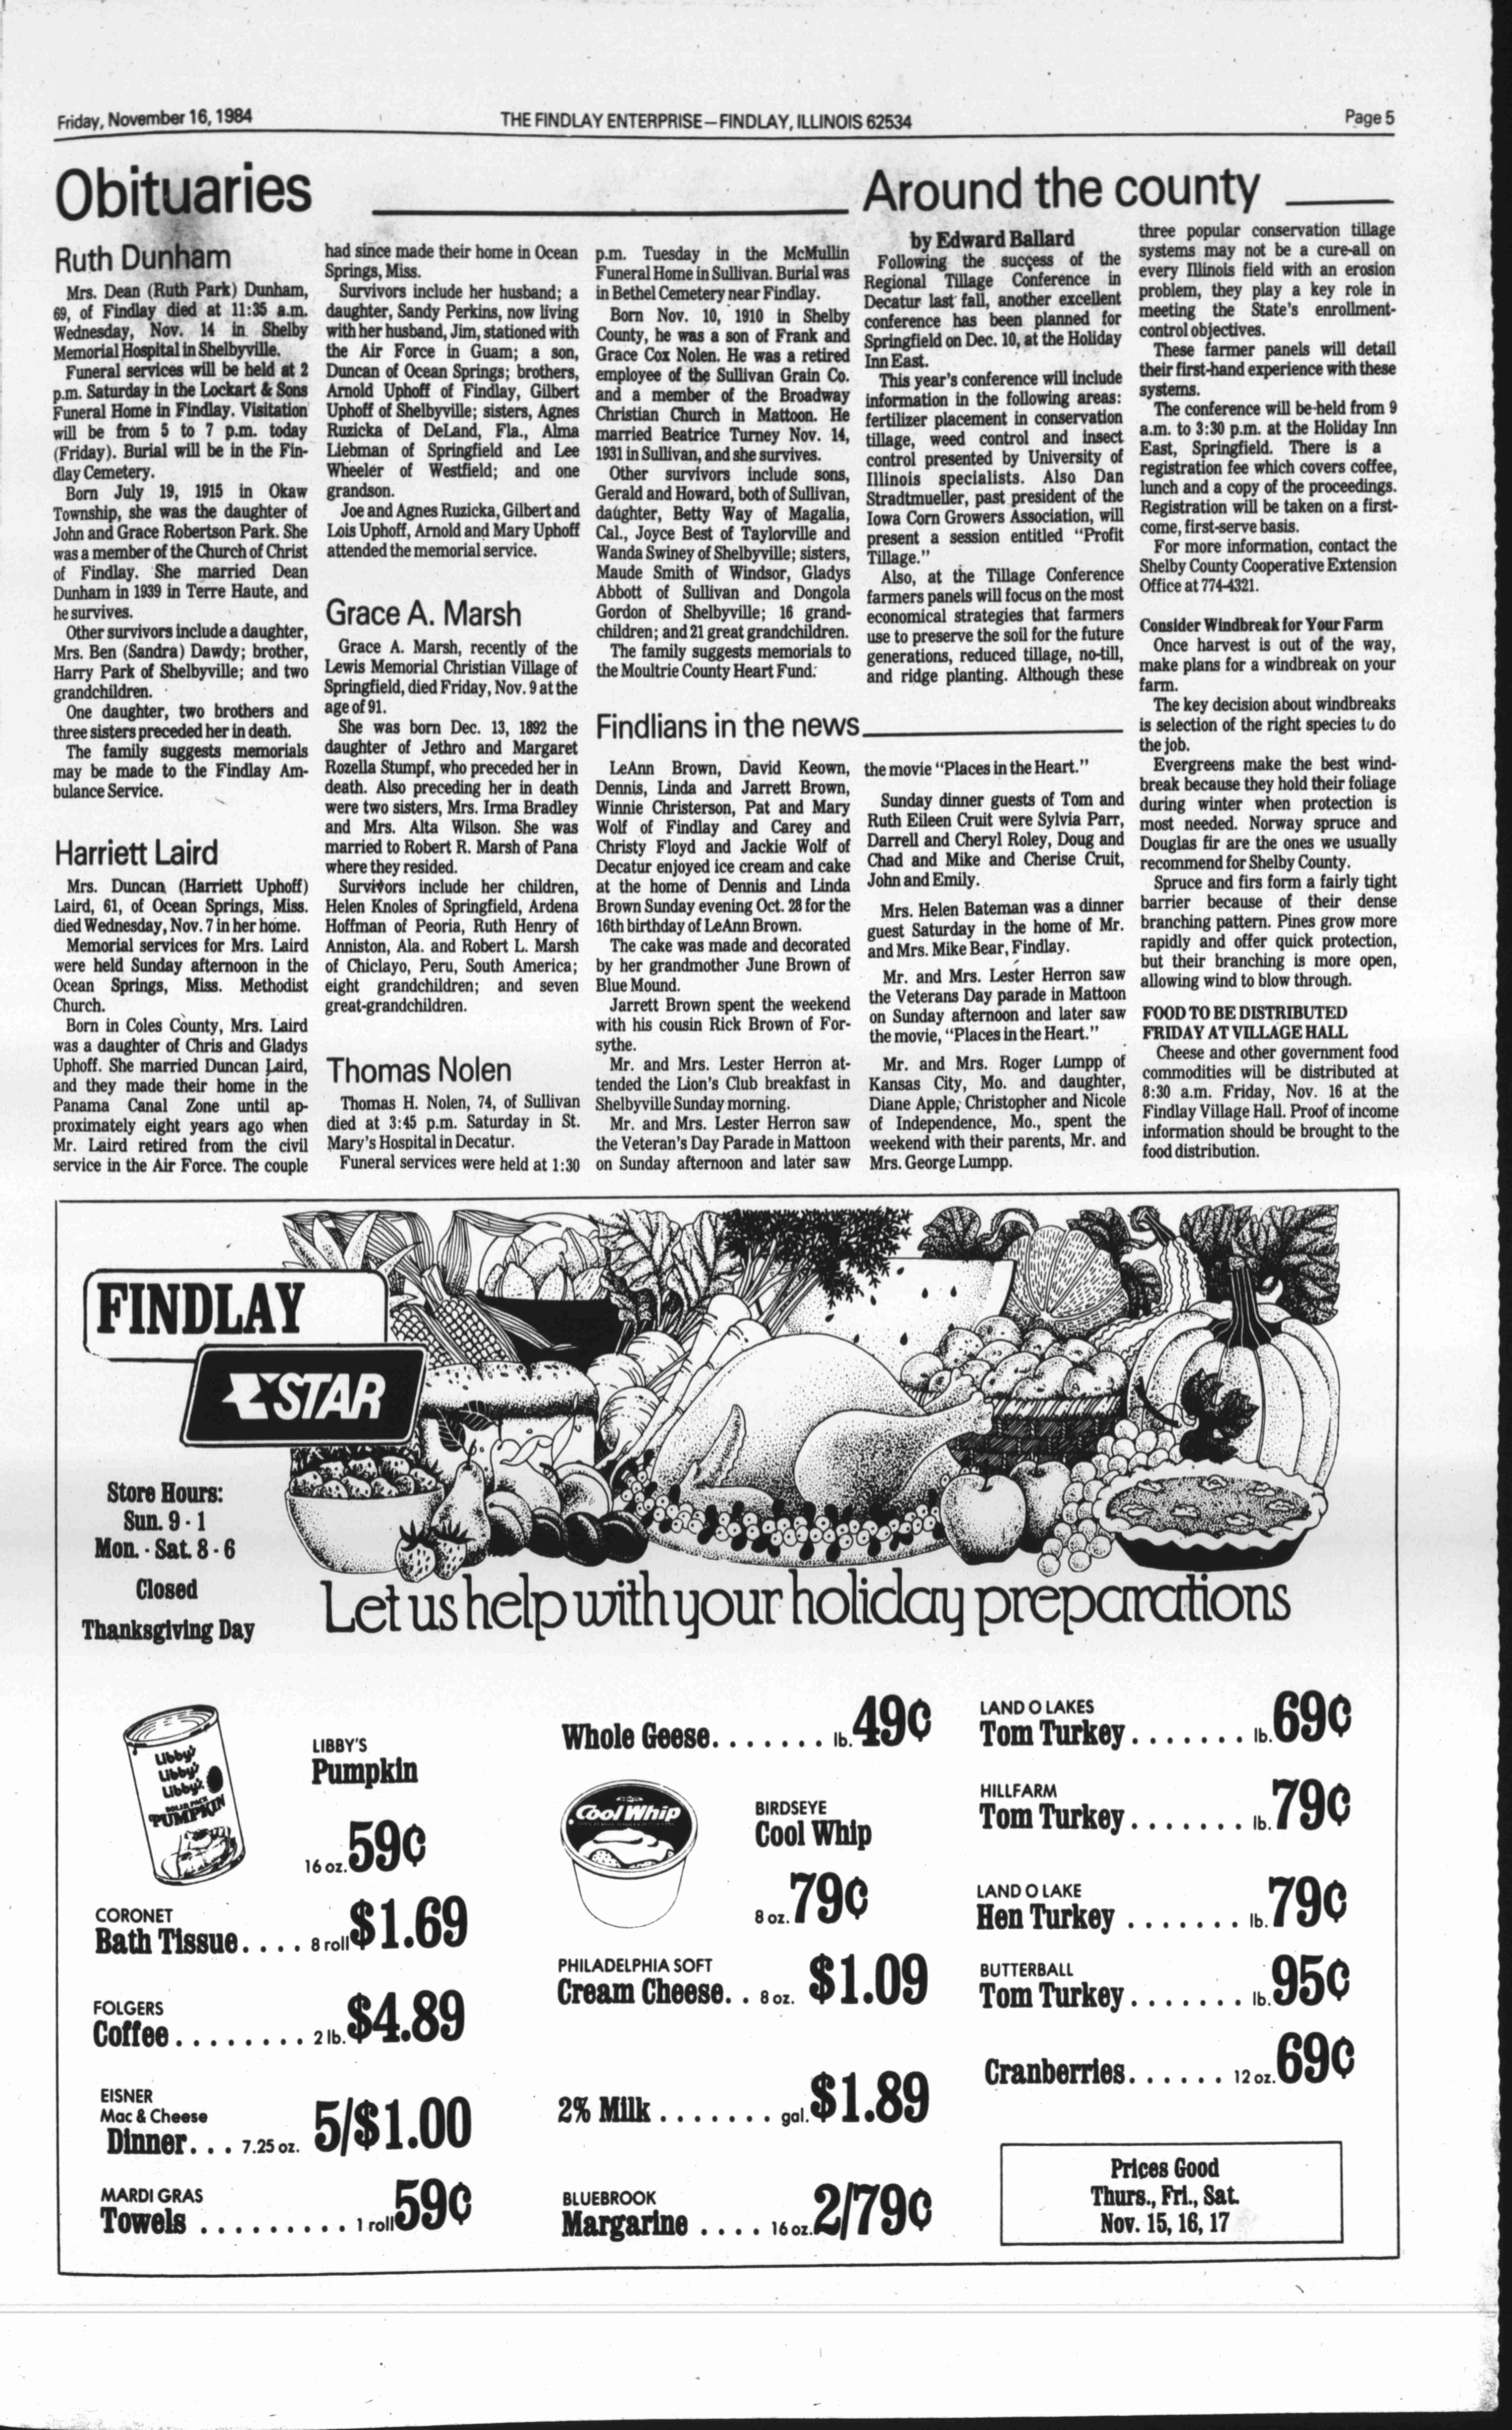 Friday, November 16, 1984
THE FINDLAY ENTERPRISE—FINDLAY, ILLINOIS 62534
Page 5
Obituaries
Ruth Dunham
Mrs. Dean (Ruth Park) Dunham,
69, of Findlay died at 11:35 a.m.
Wednesday, Nov. 14 in Shelby
Memorial Hospital in Shelbyville.
Funeral services will be held at 2
p.m. Saturday in the Lockart & Sons
Funeral Home in Findlay. Visitation
will be from 5 to 7 p.m. today
(Friday). Burial will be in the Fin-
dlay Cemetery.
Born July 19, 1915 in Okaw
Township, she was the daughter of
John and Grace Robertson Park. She
was a member of the Church of Christ
of Findlay. She married Dean
Dunham in 1939 in Terre Haute, and
he survives.
Other survivors include a daughter,
Mrs. Ben (Sandra) Dawdy; brother,
Harry Park of Shelbyville; and two
grandchildren.
One daughter, two brothers and
three sisters preceded her in death.
The family suggests memorials
may be made to the Findlay Am-
bulance Service.
Harriett Laird
Mrs. Duncan (Harriett Uphoff)
Laird, 61, of Ocean Springs, Miss.
died Wednesday, Nov. 7 in her home.
Memorial services for Mrs. Laird
were held Sunday afternoon in the
Ocean Springs, Miss. Methodist
Church.
Born in Coles County, Mrs. Laird
was a daughter of Chris and Gladys
Uphoff. She married Duncan Laird,
and they made their home in the
Panama Canal Zone until ap-
proximately eight years ago when
Mr. Laird retired from the civil
service in the Air Force. The couple
had since made their home in Ocean
Springs, Miss.
Survivors include her husband; a
daughter, Sandy Perkins, now living
with her husband, Jim, stationed with
the Air Force in Guam; a son,
Duncan of Ocean Springs; brothers,
Arnold Uphoff of Findlay, Gilbert
Uphoff of Shelbyville; sisters, Agnes
Ruzicka of DeLand, Fla., Alma
Liebman of Springfield and Lee
Wheeler of Westfield; and one
grandson.
Joe and Agnes Ruzicka, Gilbert and
Lois Uphoff, Arnold and Mary Uphoff
attended the memorial service.
Grace A. Marsh
Grace A. Marsh, recently of the
Lewis Memorial Christian Village of
Springfield, died Friday, Nov. 9 at the
age of 91.
She was born Dec. 13, 1892 the
daughter of Jethro and Margaret
Rozella Stumpf, who preceded her in
death. Also preceding her in death
were two sisters, Mrs. Irma Bradley
and Mrs. Alta Wilson. She was
married to Robert R. Marsh of Pana
where they resided.
Survivors include her children,
Helen Knoles of Springfield, Ardena
Hoffman of Peoria, Ruth Henry of
Anniston, Ala. and Robert L. Marsh
of Chiclayo, Peru, South America;
eight grandchildren; and seven
great-grandchildren.
Thomas Nolen
Thomas H. Nolen, 74, of Sullivan
died at 3:45 p.m. Saturday in St.
Mary's Hospital in Decatur.
Funeral services were held at 1:30
p.m. Tuesday in the McMullin
Funeral Home in Sullivan. Burial was
in Bethel Cemetery near Findlay.
Born Nov. 10, 1910 in Shelby
County, he was a son of Frank and
Grace Cox Nolen. He was a retired
employee of the Sullivan Grain Co.
and a member of the Broadway
Christian Church in Mattoon. He
married Beatrice Turney Nov. 14,
1931 in Sullivan, and she survives.
Other survivors include sons,
Gerald and Howard, both of Sullivan,
daughter, Betty Way of Magalia,
Cal., Joyce Best of Taylorville and
Wanda Swiney of Shelbyville; sisters,
Maude Smith of Windsor, Gladys
Abbott of Sullivan and Dongola
Gordon of Shelbyville; 16 grand-
children; and 21 great grandchildren.
The family suggests memorials to
the Moultrie County Heart Fund.
Findlians in the news
LeAnn Brown, David Keown,
Dennis, Linda and Jarrett Brown,
Winnie Christerson, Pat and Mary
Wolf of Findlay and Carey and
Christy Floyd and Jackie Wolf of
Decatur enjoyed ice cream and cake
at the home of Dennis and Linda
Brown Sunday evening Oct. 28 for the
16th birthday of LeAnn Brown.
The cake was made and decorated
by her grandmother June Brown of
Blue Mound.
Jarrett Brown spent the weekend
with his cousin Rick Brown of For-
sythe.
Mr. and Mrs. Lester Herron at-
tended the Lion's Club breakfast in
Shelbyville Sunday morning.
Mr. and Mrs. Lester Herron saw
the Veteran's Day Parade in Mattoon
on Sunday afternoon and later saw
the movie "Places in the Heart."
Sunday dinner guests of Tom and
Ruth Eileen Cruit were Sylvia Parr,
Darrell and Cheryl Roley, Doug and
Chad and Mike and Cherise Cruit,
John and Emily.
Mrs. Helen Bateman was a dinner
guest Saturday in the home of Mr.
and Mrs. Mike Bear, Findlay.
Mr. and Mrs. Lester Herron saw
the Veterans Day parade in Mattoon
on Sunday afternoon and later saw
the movie, "Places in the Heart."
Mr. and Mrs. Roger Lumpp of
Kansas City, Mo. and daughter,
Diane Apple, Christopher and Nicole
of Independence, Mo., spent the
weekend with their parents, Mr. and
Mrs. George Lumpp.
Around the county
by Edward Ballard
Following the success of the
Regional Tillage Conference in
Decatur last fall, another excellent
conference has been planned for
Springfield on Dec. 10, at the Holiday
Inn East.
This year's conference will include
information in the following areas:
fertilizer placement in conservation
tillage, weed control and insect
control presented by University of
Illinois specialists. Also Dan
Stradtmueller, past president of the
Iowa Corn Growers Association, will
present a session entitled "Profit
Tillage."
Also, at the Tillage Conference
farmers panels will focus on the most
economical strategies that farmers
use to preserve the soil for the future
generations, reduced tillage, no-till,
and ridge planting. Although these
three popular conservation tillage
systems may not be a cure-all on
every Illinois field with an erosion
problem, they play a key role in
meeting the State's enrollment-
control objectives.
These farmer panels will detail
their first-hand experience with these
systems.
The conference will be held from 9
a.m. to 3:30 p.m. at the Holiday Inn
East, Springfield. There is a
registration fee which covers coffee,
lunch and a copy of the proceedings.
Registration will be taken on a first-
come, first-serve basis.
For more information, contact the
Shelby County Cooperative Extension
Office at 774-4321.
Consider Windbreak for Your Farm
Once harvest is out of the way,
make plans for a windbreak on your
farm.
The key decision about windbreaks
is selection of the right species to do
the job.
Evergreens make the best wind-
break because they hold their foliage
during winter when protection is
most needed. Norway spruce and
Douglas fir are the ones we usually
recommend for Shelby County.
Spruce and firs form a fairly tight
barrier because of their dense
branching pattern. Pines grow more
rapidly and offer quick protection,
but their branching is more open,
allowing wind to blow through.
FOOD TO BE DISTRIBUTED
FRIDAY AT VILLAGE HALL
Cheese and other government food
commodities will be distributed at
8:30 a.m. Friday, Nov. 16 at the
Findlay Village Hall. Proof of income
information should be brought to the
food distribution.
FINDLAY
STAR
Store Hours:
Sun. 9 - 1
Mon. - Sat. 8 - 6
Closed
Thanksgiving Day
Let us help with your holiday preparations
Libby's
Libby's
Libby's
SOLID PACK
PUMPKIN
LIBBY'S
Pumpkin
16 oz. 59¢
CORONET
Bath Tissue.... 8 roll $1.69
FOLGERS
Coffee........ 2 lb. $4.89
EISNER
Mac & Cheese
Dinner... 7.25 oz. 5/$1.00
MARDI GRAS
Towels ......... 1 roll 59¢
Whole Geese....... lb. 49¢
Cool Whip
BIRDSEYE
Cool Whip
8 oz. 79¢
PHILADELPHIA SOFT
Cream Cheese.. 8 oz. $1.09
2% Milk ....... gal. $1.89
BLUEBROOK
Margarine .... 16 oz. 2/79¢
LAND O LAKES
Tom Turkey....... lb. 69¢
HILLFARM
Tom Turkey....... lb. 79¢
LAND O LAKE
Hen Turkey ....... lb. 79¢
BUTTERBALL
Tom Turkey....... lb. 95¢
Cranberries...... 12 oz. 69¢
Prices Good
Thurs., Fri., Sat.
Nov. 15, 16, 17